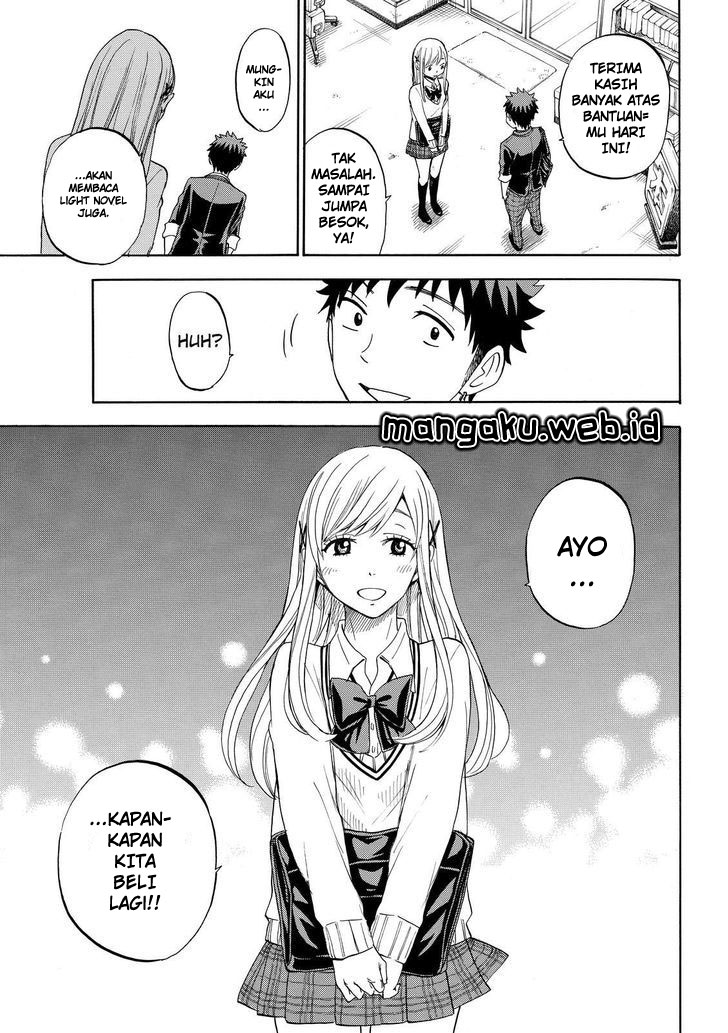 TERIMA
KASIH
BANYAK ATAS
BANTUAN=
MU HARI
INI!
TAK
MASALAH.
SAMPAI
JUMPA
BESOK,
YA!
MUNG-
KIN AKU
...
...AKAN
MEMBACA
LIGHT NOVEL
JUGA.
HUH?
mangaku.web.id
AYO
...
...KAPAN-
KAPAN
KITA
BELI
LAGI!!